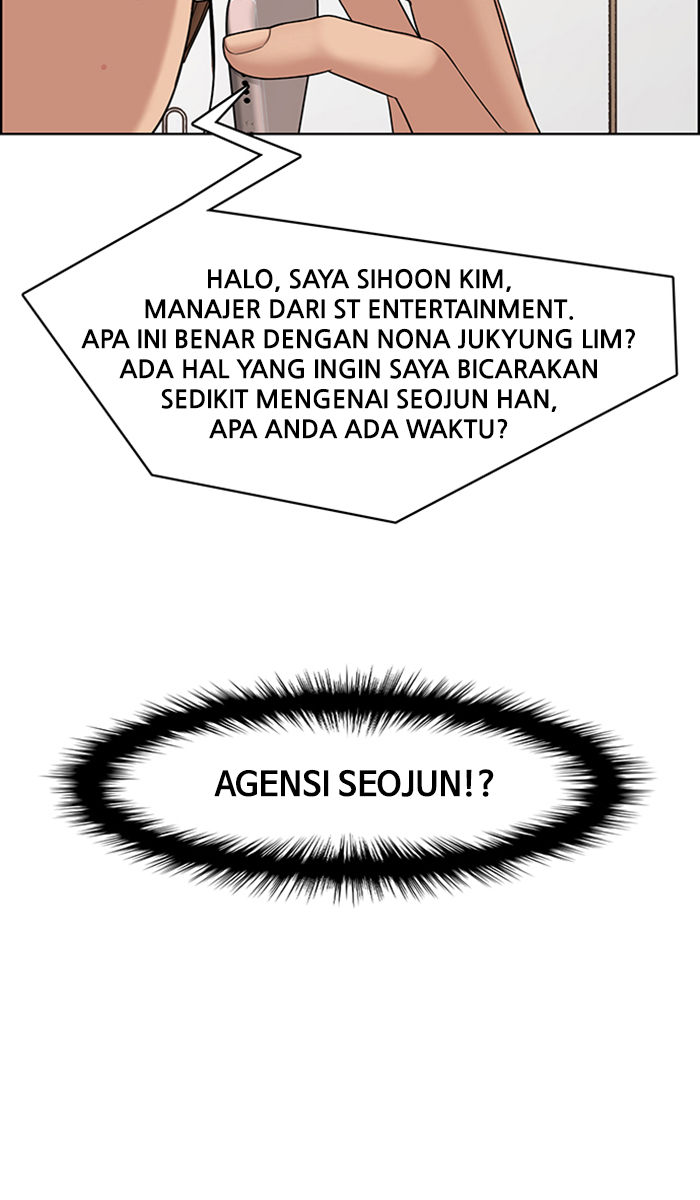 HALO, SAYA SIHOON KIM,
MANAJER DARI ST ENTERTAINMENT.
APA INI BENAR DENGAN NONA JUKYUNG LIM?
ADA HAL YANG INGIN SAYA BICARAKAN
SEDIKIT MENGENAI SEOJUN HAN,
APA ANDA ADA WAKTU?
AGENSI SEOJUN!?